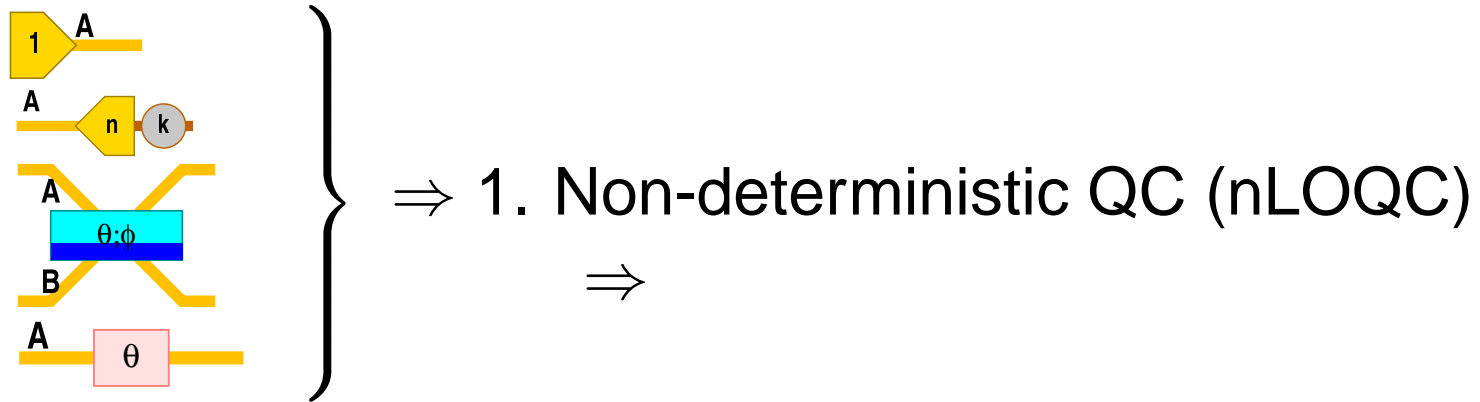 1 A
A n k
A
θ;ϕ
B
A
θ
⇒ 1. Non-deterministic QC (nLOQC)
⇒